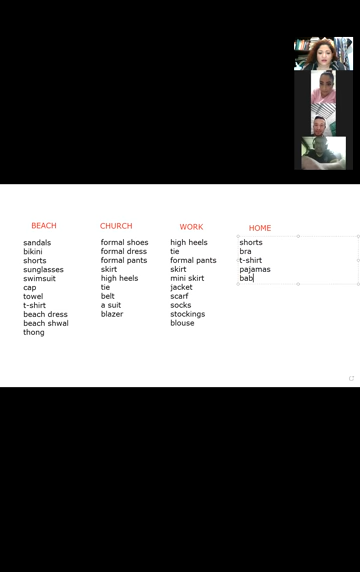 BEACH
sandals
bikini
shorts
sunglasses
swimsuit
cap
towel
t-shirt
beach dress
beach shwal
thong
CHURCH
formal shoes
formal dress
formal pants
skirt
high heels
tie
belt
a suit
blazer
WORK
high heels
tie
formal pants
skirt
mini skirt
jacket
scarf
socks
stockings
blouse
HOME
shorts
bra
t-shirt
pajamas
bab